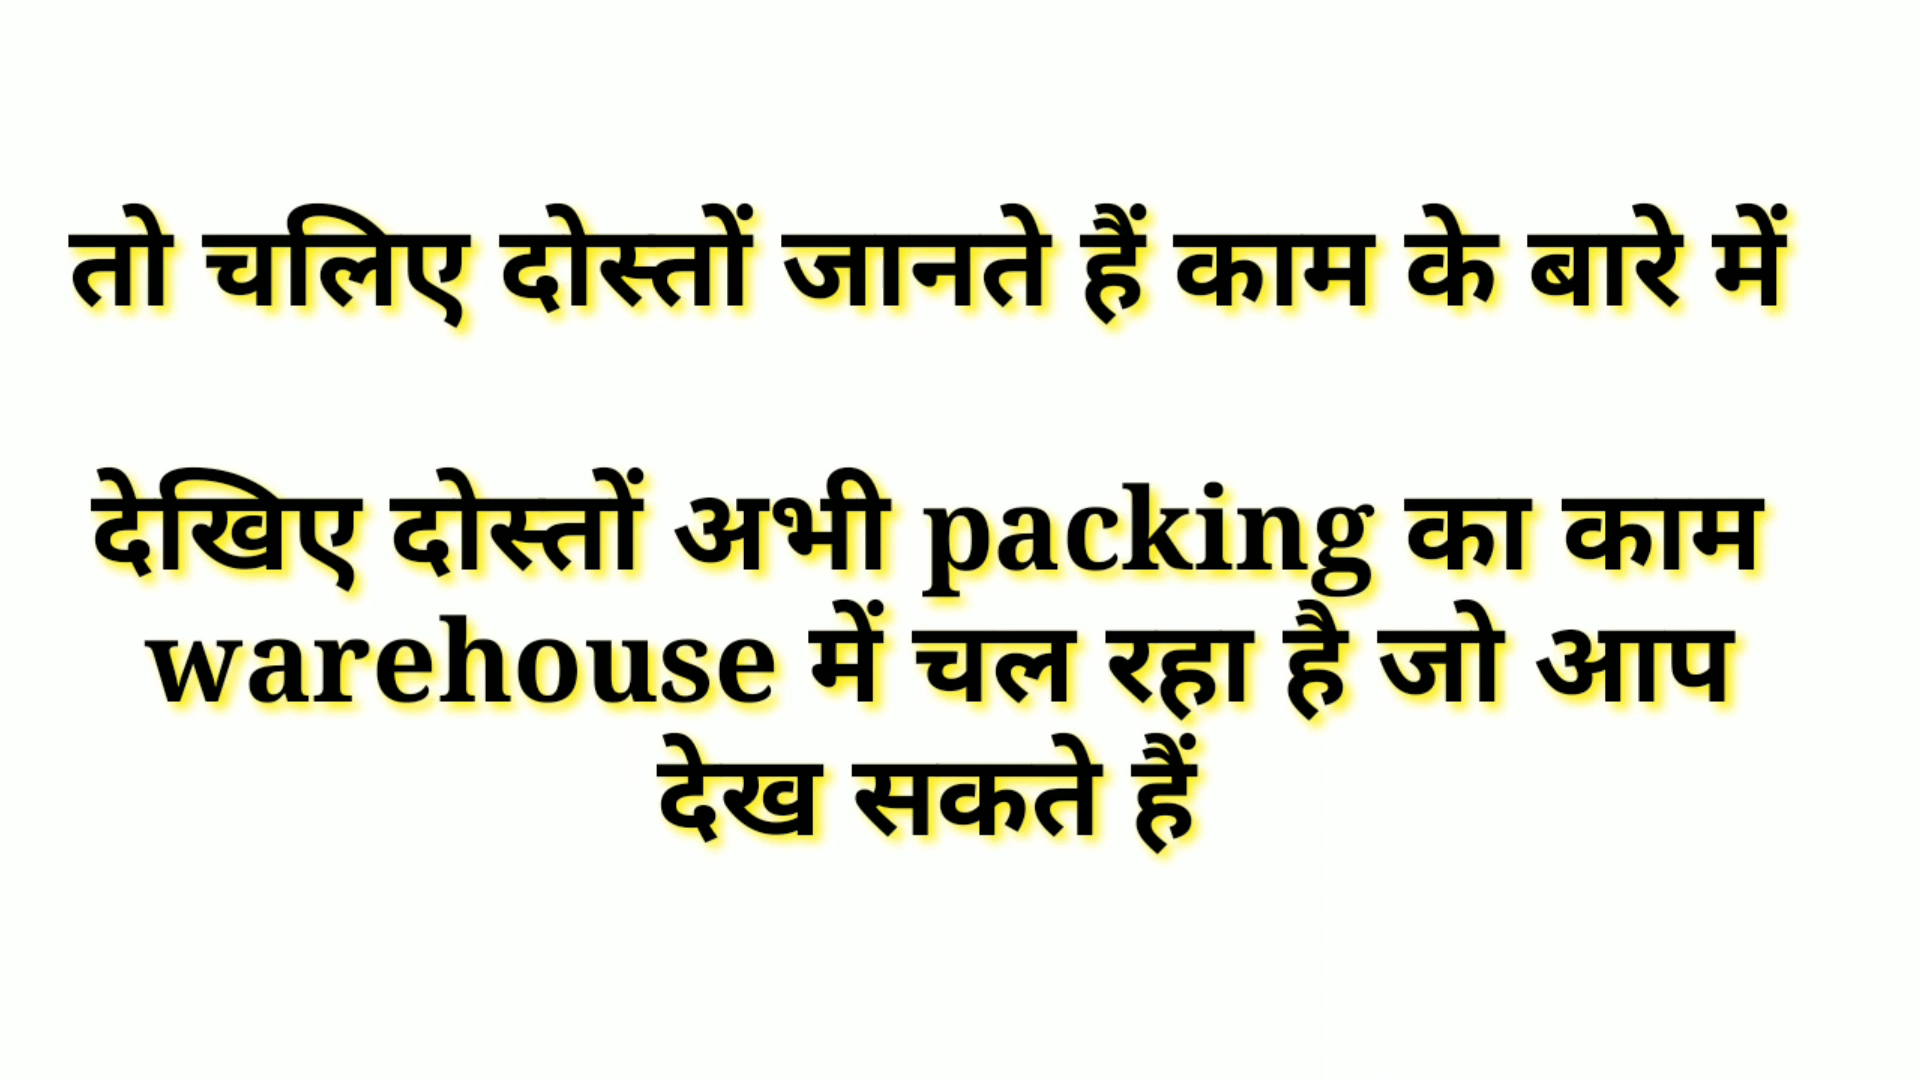 तो चलिए दोस्तों जानते हैं काम के बारे में
देखिए दोस्तों अभी packing का काम
warehouse में चल रहा है जो आप
देख सकते हैं